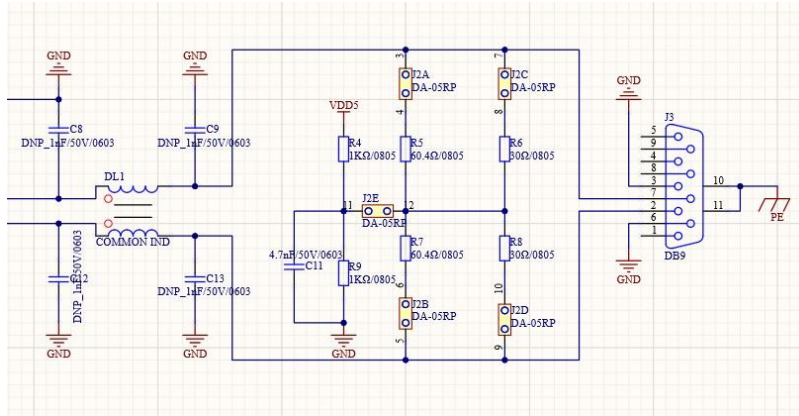 GND
GND
C8
DNP_1nF/50V/0603
C9
DNP_1nF/50V/0603
DL1
COMMON IND
C12
DNP_1nF/50V/0603
C13
DNP_1nF/50V/0603
GND
GND
VDD5
R4
1KΩ/0805
3
J2A
DA-05RP
4
R5
60.4Ω/0805
7
J2C
DA-05RP
8
R6
30Ω/0805
11
J2E
12
DA-05RP
4.7nF/50V/0603
C11
R9
1KΩ/0805
GND
R7
60.4Ω/0805
6
J2B
DA-05RP
5
R8
30Ω/0805
10
J2D
DA-05RP
9
GND
J3
5
9
4
8
3
7
2
6
1
10
11
DB9
GND
PE